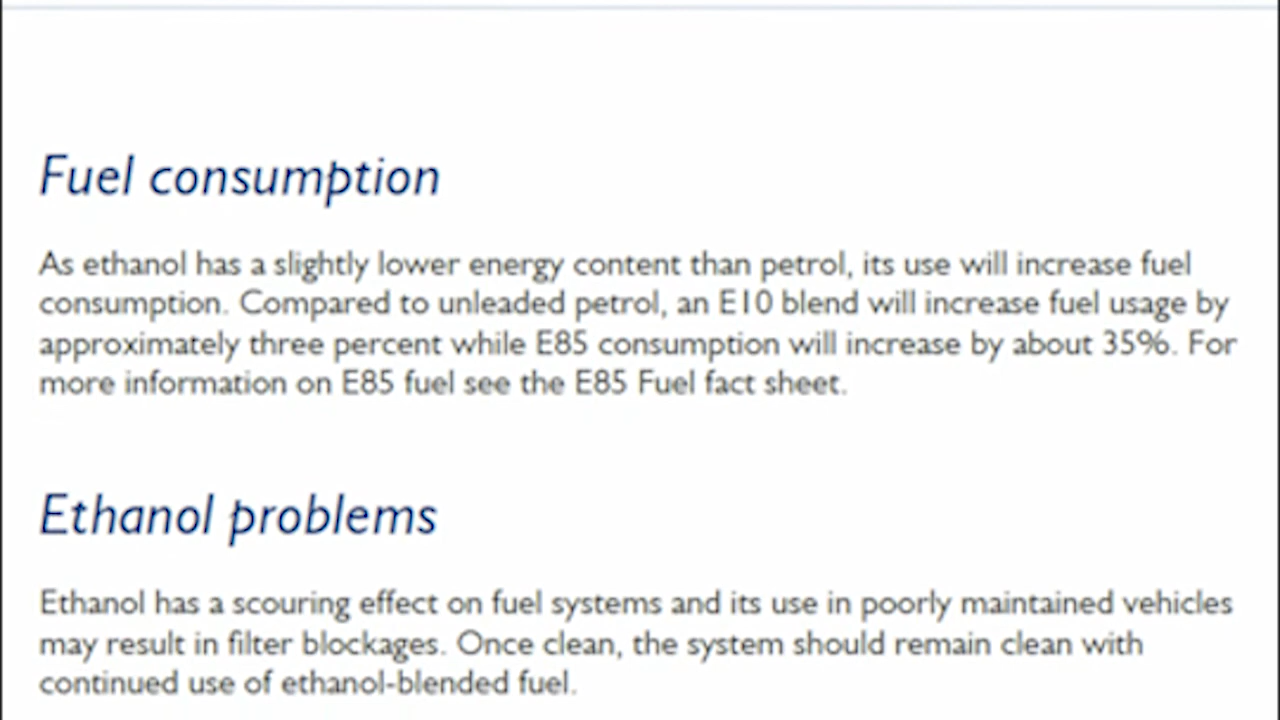 Fuel consumption
As ethanol has a slightly lower energy content than petrol, its use will increase fuel
consumption. Compared to unleaded petrol, an E10 blend will increase fuel usage by
approximately three percent while E85 consumption will increase by about 35%. For
more information on E85 fuel see the E85 Fuel fact sheet.
Ethanol problems
Ethanol has a scouring effect on fuel systems and its use in poorly maintained vehicles
may result in filter blockages. Once clean, the system should remain clean with
continued use of ethanol-blended fuel.